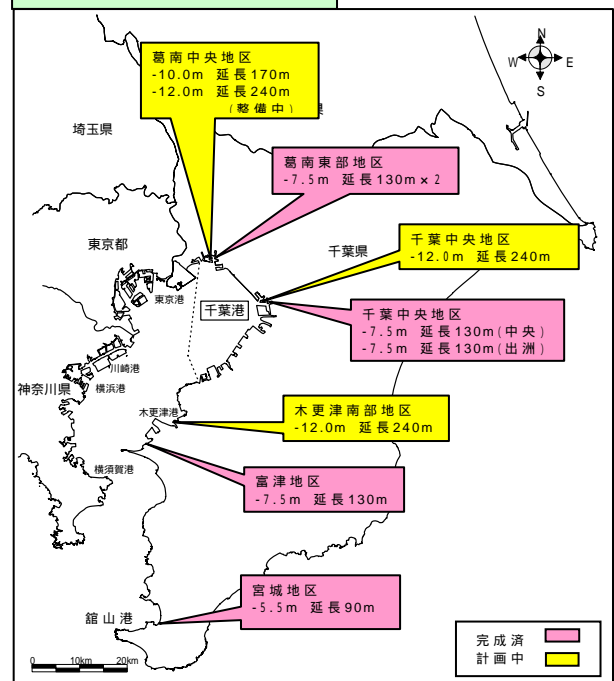 葛南中央地区
-10.0m 延長170m
-12.0m 延長240m
(整備中)
県
N
W E
S
埼玉県
葛南東部地区
-7.5m 延長130m×2
東京都
千葉県
千葉中央地区
-12.0m 延長240m
東京港
千葉港
千葉中央地区
-7.5m 延長130m(中央)
-7.5m 延長130m(出洲)
川崎港
神奈川県
横浜港
木更津港
木更津南部地区
-12.0m 延長240m
横須賀港
富津地区
-7.5m 延長130m
宮城地区
-5.5m 延長90m
舘山港
完成済
計画中
0 10km 20km